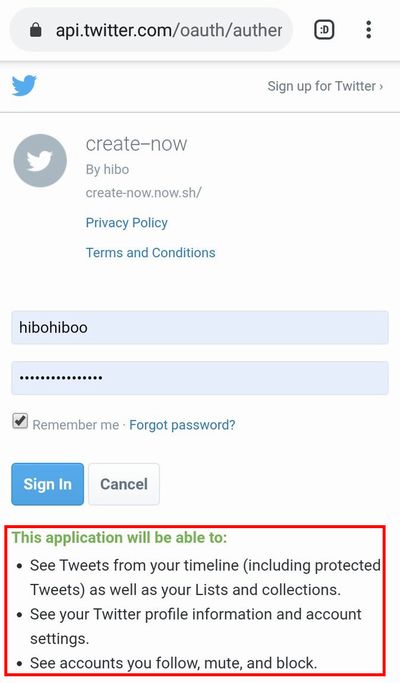 api.twitter.com/oauth/auther
:D
Sign up for Twitter ›
create-now
By hibo
create-now.now.sh/
Privacy Policy
Terms and Conditions
hibohiboo
••••••••••••••••
Remember me · Forgot password?
Sign In Cancel
This application will be able to:
• See Tweets from your timeline (including protected
Tweets) as well as your Lists and collections.
• See your Twitter profile information and account
settings.
• See accounts you follow, mute, and block.